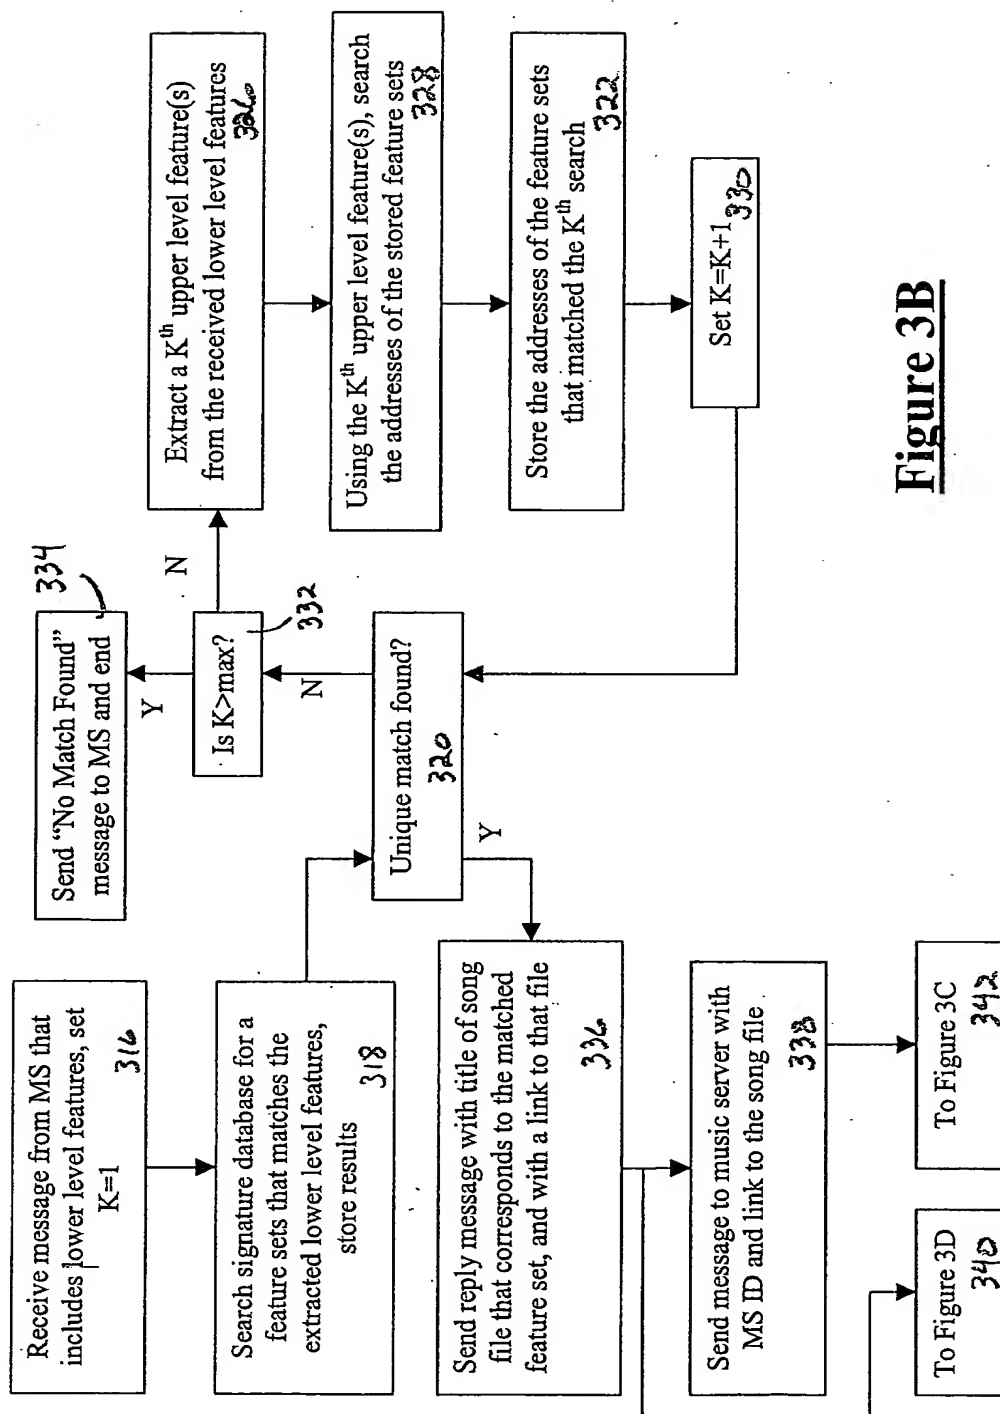 Receive message from MS that
includes lower level features, set
K=1
316
Search signature database for a
feature sets that matches the
extracted lower level features,
store results
318
Send reply message with title of song
file that corresponds to the matched
feature set, and with a link to that file
336
Send message to music server with
MS ID and link to the song file
338
To Figure 3D
340
To Figure 3C
342
Send “No Match Found”
message to MS and end
334
Y
Is K>max?
332
N
N
Unique match found?
320
Y
Extract a Kth upper level feature(s)
from the received lower level features
326
Using the Kth upper level feature(s), search
the addresses of the stored feature sets
328
Store the addresses of the feature sets
that matched the Kth search
322
Set K=K+1
330
Figure 3B